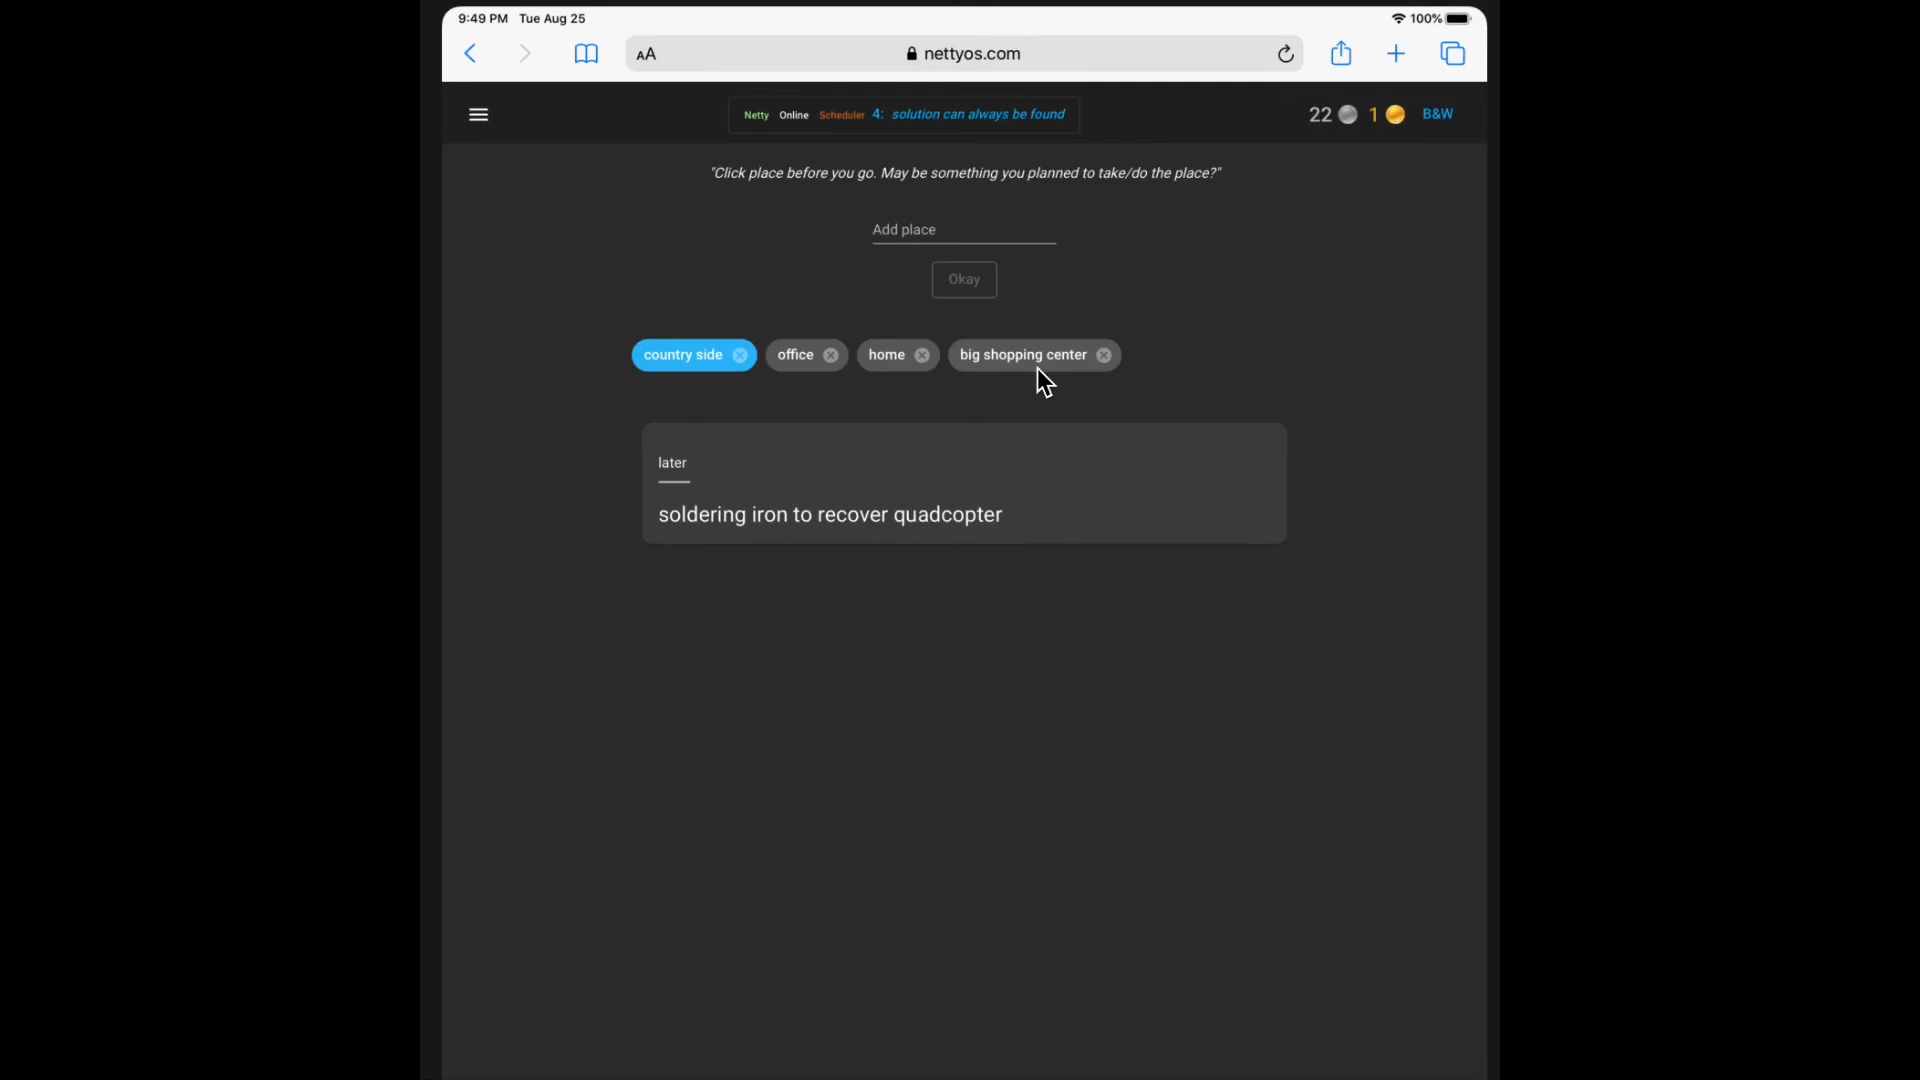 9:49 PM Tue Aug 25
100%
AA
nettyos.com
Netty Online Scheduler 4: solution can always be found
22 1 B&W
"Click place before you go. May be something you planned to take/do the place?"
Add place
Okay
country side office home big shopping center
later
soldering iron to recover quadcopter